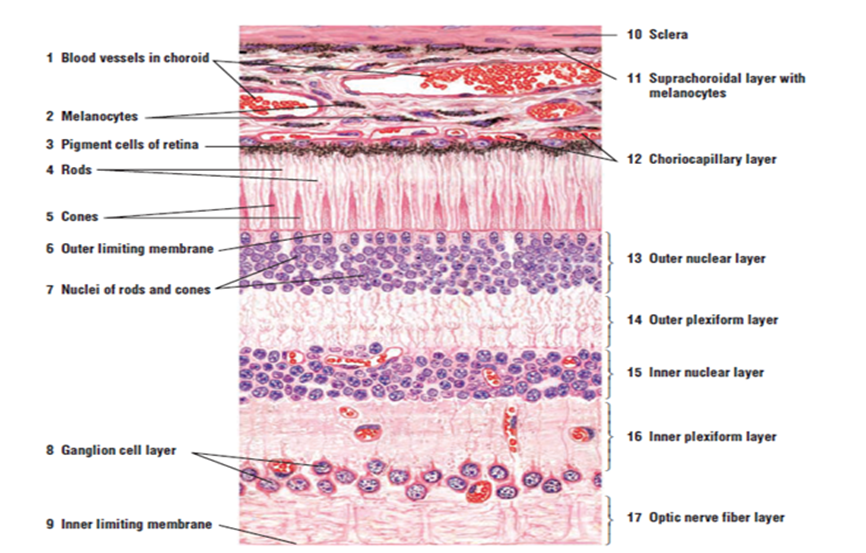 1 Blood vessels in choroid
2 Melanocytes
3 Pigment cells of retina
4 Rods
5 Cones
6 Outer limiting membrane
7 Nuclei of rods and cones
8 Ganglion cell layer
9 Inner limiting membrane
10 Sclera
11 Suprachoroidal layer with
melanocytes
12 Choriocapillary layer
13 Outer nuclear layer
14 Outer plexiform layer
15 Inner nuclear layer
16 Inner plexiform layer
17 Optic nerve fiber layer